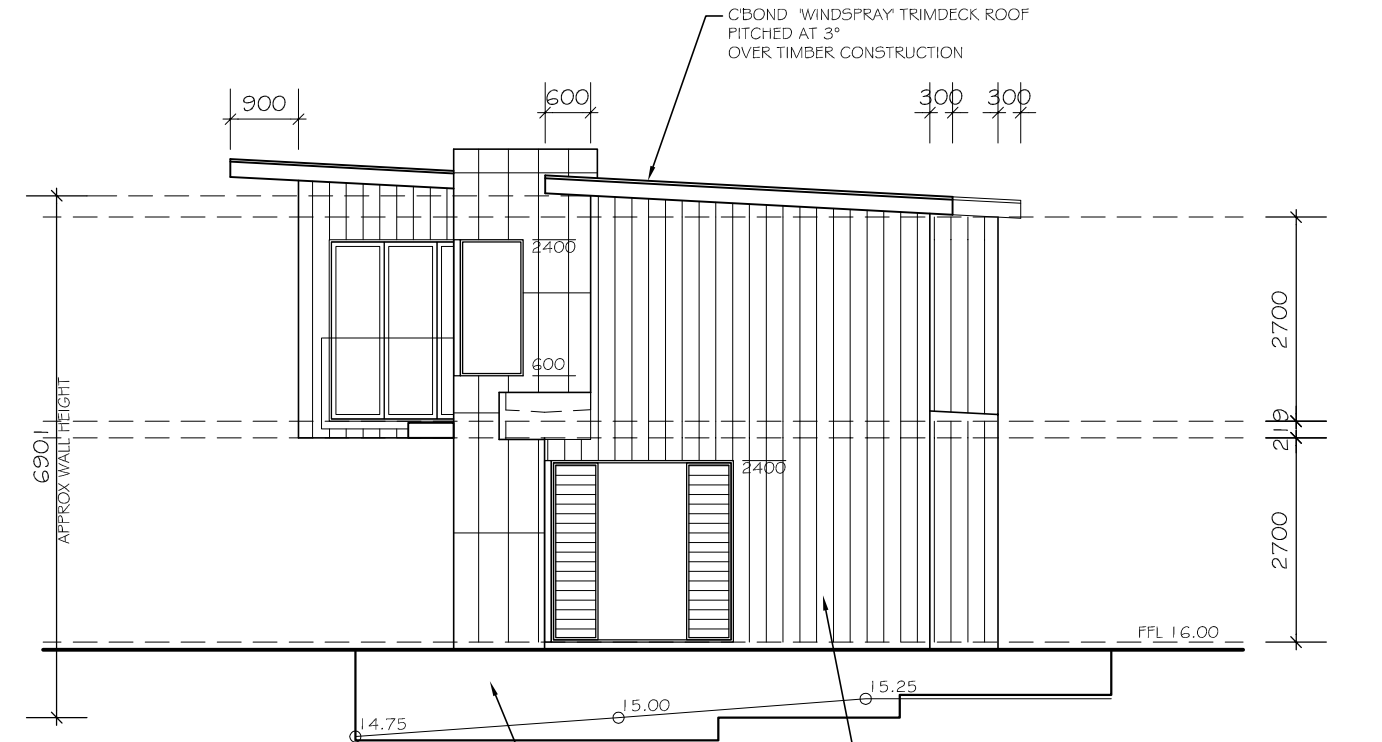 C'BOND 'WINDSPRAY' TRIMDECK ROOF
PITCHED AT 3°
OVER TIMBER CONSTRUCTION
900
600
300
300
2400
600
2700
219
6901
APPROX WALL HEIGHT
2400
2700
FFL 16.00
15.25
15.00
14.75